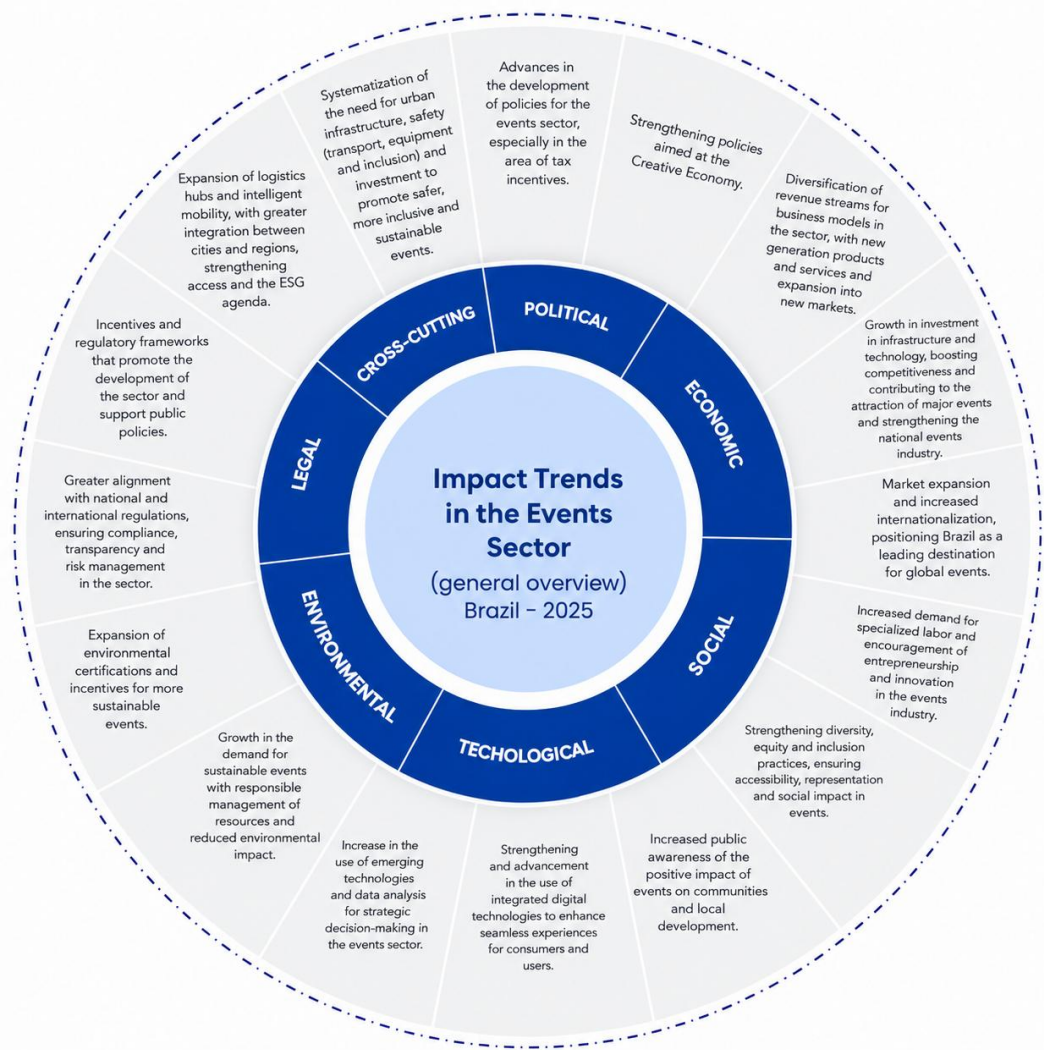 Impact Trends
in the Events
Sector
(general overview)
Brazil - 2025
POLITICAL
Advances in
the development
of policies for the
events sector,
especially in the
area of tax
incentives.
Strengthening policies
aimed at the
Creative Economy.
ECONOMIC
Diversification of
revenue streams for
business models in
the sector, with new
generation products
and services and
expansion into
new markets.
Growth in investment
in infrastructure and
technology, boosting
competitiveness and
contributing to the
attraction of major events
and strengthening the
national events
industry.
Market expansion
and increased
internationalization,
positioning Brazil as a
leading destination
for global events.
SOCIAL
Increased demand for
specialized labor and
encouragement of
entrepreneurship
and innovation
in the events
industry.
Strengthening diversity,
equity and inclusion
practices, ensuring
accessibility, representation
and social impact in
events.
Increased public
awareness of the
positive impact of
events on communities
and local
development.
TECHOLOGICAL
Strengthening
and advancement
in the use of
integrated digital
technologies to enhance
seamless experiences
for consumers and
users.
Increase in the
use of emerging
technologies
and data analysis
for strategic
decision-making in
the events sector.
ENVIRONMENTAL
Growth in the
demand for
sustainable events
with responsible
management of
resources and
reduced environmental
impact.
Expansion of
environmental
certifications and
incentives for more
sustainable
events.
LEGAL
Greater alignment
with national and
international regulations,
ensuring compliance,
transparency and
risk management
in the sector.
Incentives and
regulatory frameworks
that promote the
development of
the sector and
support public
policies.
CROSS-CUTTING
Expansion of logistics
hubs and intelligent
mobility, with greater
integration between
cities and regions,
strengthening
access and the ESG
agenda.
Systematization of
the need for urban
infrastructure, safety
(transport, equipment
and inclusion) and
investment to
promote safer,
more inclusive and
sustainable
events.